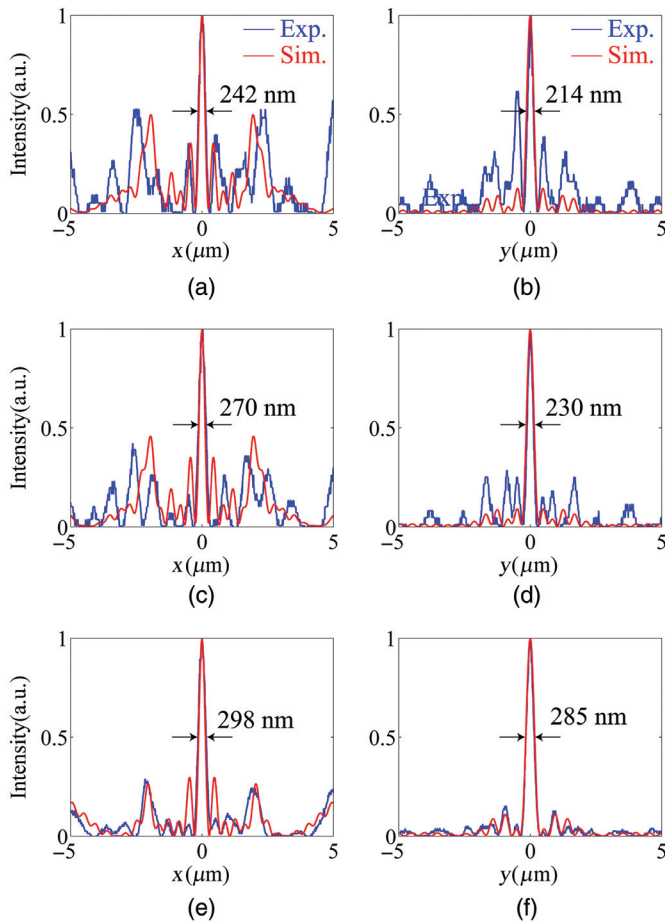 1
Exp.
Sim.
0.5
242 nm
Intensity(a.u.)
0
−5
0
5
x(μm)
(a)
1
Exp.
Sim.
0.5
214 nm
Exp.
0
−5
0
5
y(μm)
(b)
1
0.5
270 nm
Intensity(a.u.)
0
−5
0
5
x(μm)
(c)
1
0.5
230 nm
0
−5
0
5
y(μm)
(d)
1
0.5
298 nm
Intensity(a.u.)
0
−5
0
5
x(μm)
(e)
1
0.5
285 nm
0
−5
0
5
y(μm)
(f)